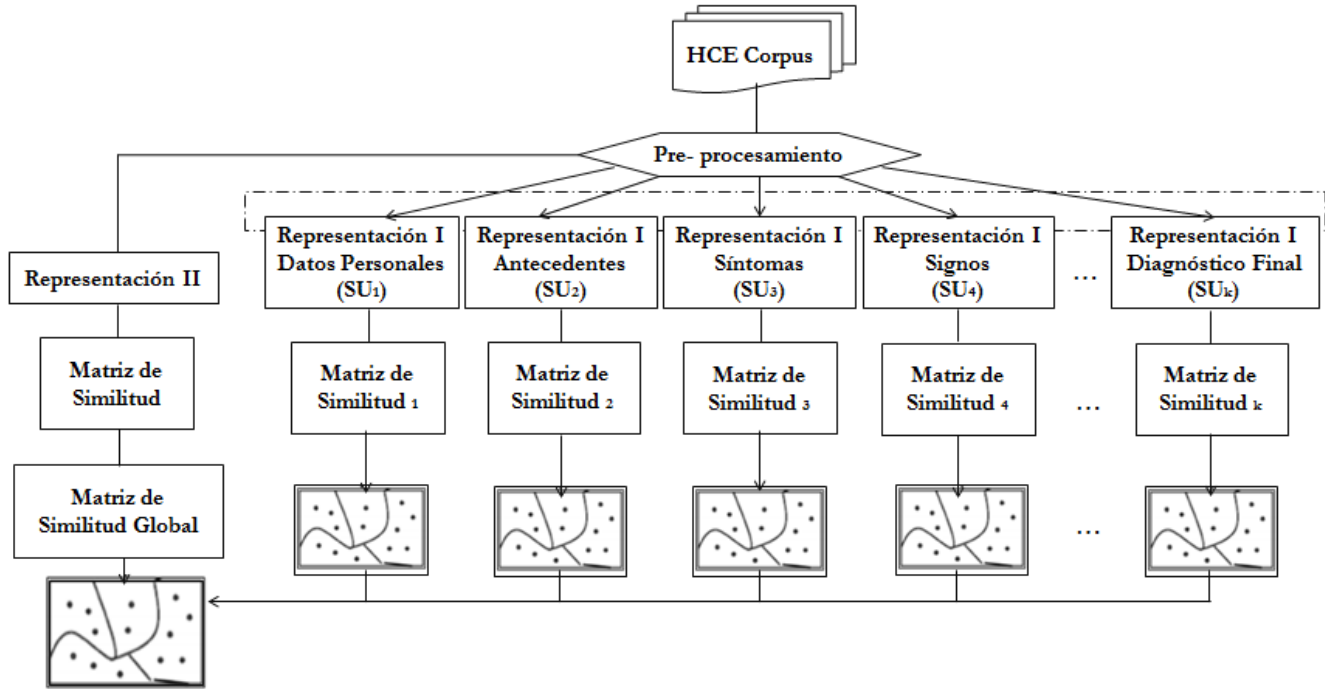 HCE Corpus
Pre- procesamiento
Representación II
Representación I
Datos Personales
(SU₁)
Representación I
Antecedentes
(SU₂)
Representación I
Síntomas
(SU₃)
Representación I
Signos
(SU₄)
...
Representación I
Diagnóstico Final
(SUₖ)
Matriz de
Similitud
Matriz de
Similitud ₁
Matriz de
Similitud ₂
Matriz de
Similitud ₃
Matriz de
Similitud ₄
...
Matriz de
Similitud ₖ
Matriz de
Similitud Global
...